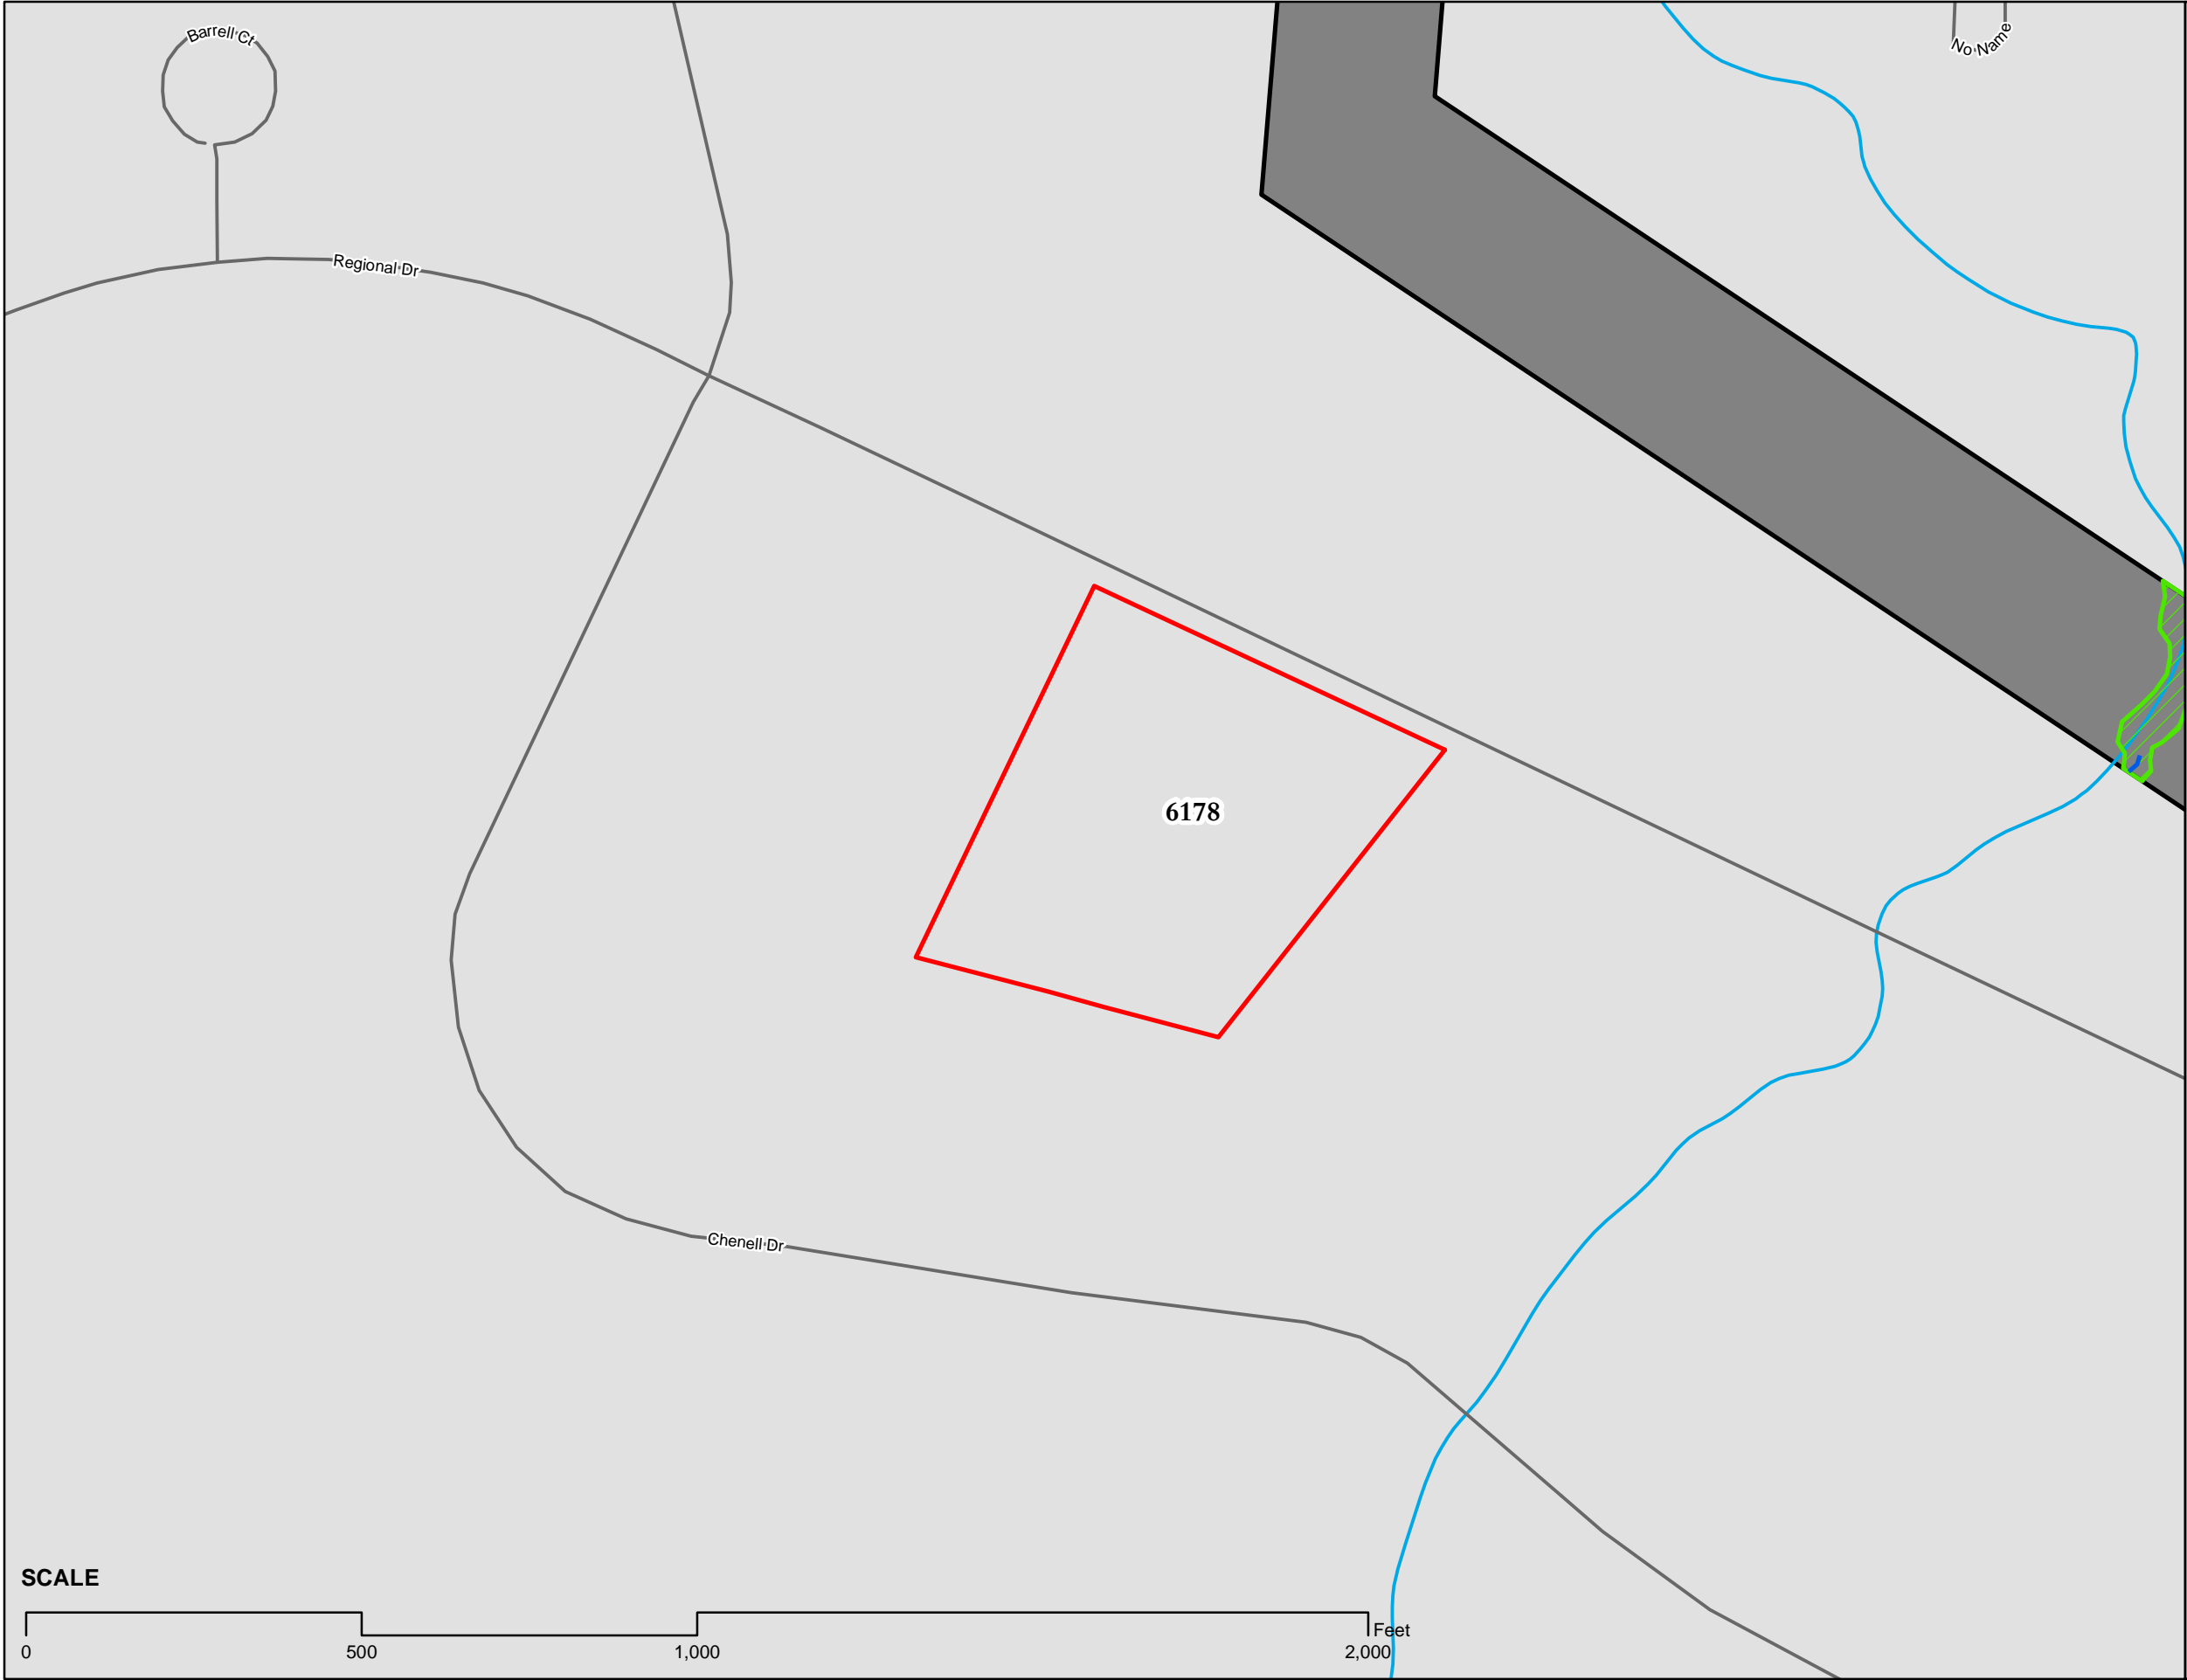 Barrell Ct
No Name
Regional Dr
6178
Chenell Dr
SCALE
Feet
0 500 1,000 2,000